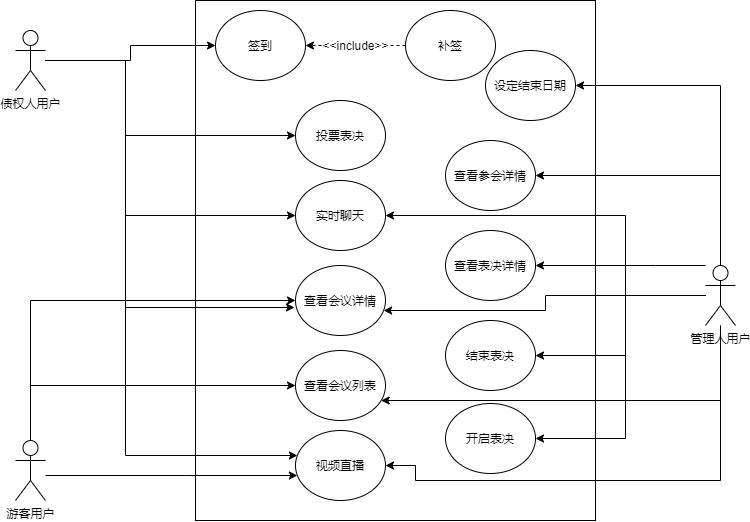 签到
<<include>>
补签
债权人用户
设定结束日期
投票表决
查看参会详情
实时聊天
查看表决详情
查看会议详情
管理人用户
结束表决
查看会议列表
开启表决
视频直播
游客用户